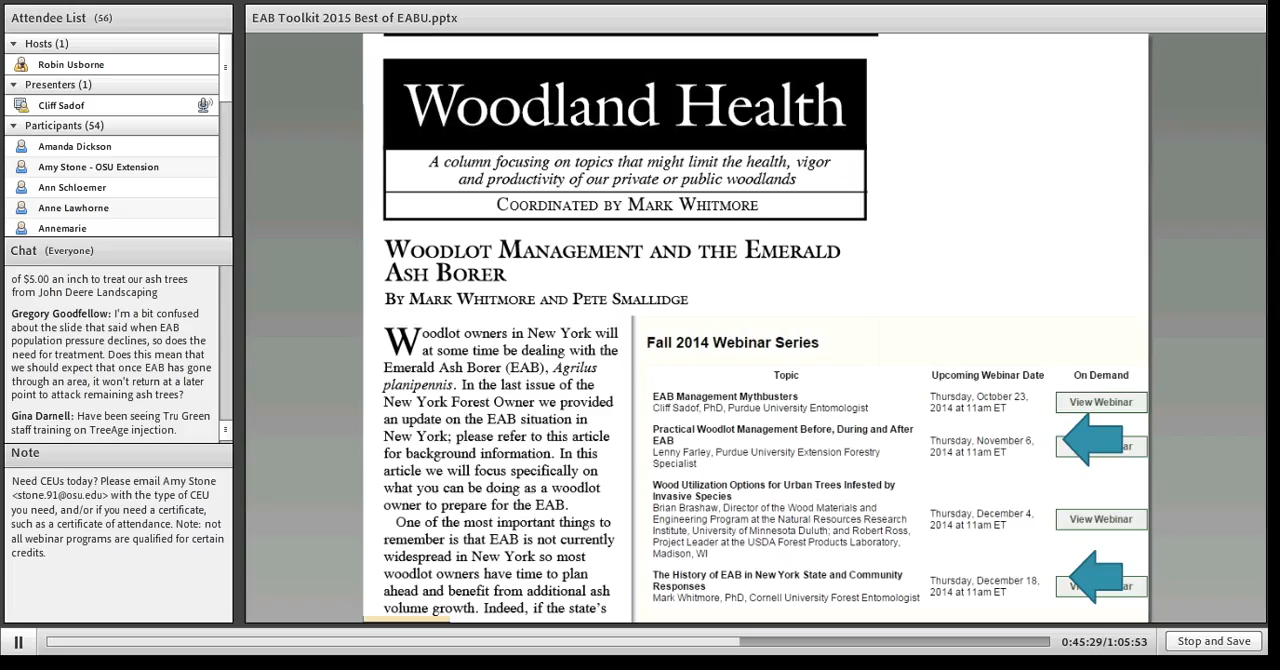 Attendee List (56)
Hosts (1)
Robin Usborne
Presenters (1)
Cliff Sadof
Participants (54)
Amanda Dickson
Amy Stone - OSU Extension
Ann Schloemer
Anne Lawhorne
Annemarie
Chat (Everyone)
of $5.00 an inch to treat our ash trees
from John Deere Landscaping
Gregory Goodfellow: I'm a bit confused
about the slide that said when EAB
population pressure declines, so does the
need for treatment. Does this mean that
we should expect that once EAB has gone
through an area, it won't return at a later
point to attack remaining ash trees?
Gina Darnell: Have been seeing Tru Green
staff training on TreeAge injection.
Note
Need CEUs today? Please email Amy Stone
<stone.91@osu.edu> with the type of CEU
you need, and/or if you need a certificate,
such as a certificate of attendance. Note: not
all webinar programs are qualified for certain
credits.
EAB Toolkit 2015 Best of EABU.pptx
Woodland Health
A column focusing on topics that might limit the health, vigor
and productivity of our private or public woodlands
Coordinated by Mark Whitmore
Woodlot Management and the Emerald
Ash Borer
By Mark Whitmore and Pete Smallidge
Woodlot owners in New York will
at some time be dealing with the
Emerald Ash Borer (EAB), Agrilus
planipennis. In the last issue of the
New York Forest Owner we provided
an update on the EAB situation in
New York; please refer to this article
for background information. In this
article we will focus specifically on
what you can be doing as a woodlot
owner to prepare for the EAB.
One of the most important things to
remember is that EAB is not currently
widespread in New York so most
woodlot owners have time to plan
ahead and benefit from additional ash
volume growth. Indeed, if the state's
Fall 2014 Webinar Series
Topic Upcoming Webinar Date On Demand
EAB Management Mythbusters
Cliff Sadof, PhD, Purdue University Entomologist
Thursday, October 23,
2014 at 11am ET
View Webinar
Practical Woodlot Management Before, During and After
EAB
Lenny Farley, Purdue University Extension Forestry
Specialist
Thursday, November 6,
2014 at 11am ET
Wood Utilization Options for Urban Trees Infested by
Invasive Species
Brian Brashaw, Director of the Wood Materials and
Engineering Program at the Natural Resources Research
Institute, University of Minnesota Duluth; and Robert Ross,
Project Leader at the USDA Forest Products Laboratory,
Madison, WI
Thursday, December 4,
2014 at 11am ET
View Webinar
The History of EAB in New York State and Community
Responses
Mark Whitmore, PhD, Cornell University Forest Entomologist
Thursday, December 18,
2014 at 11am ET
0:45:29/1:05:53
Stop and Save